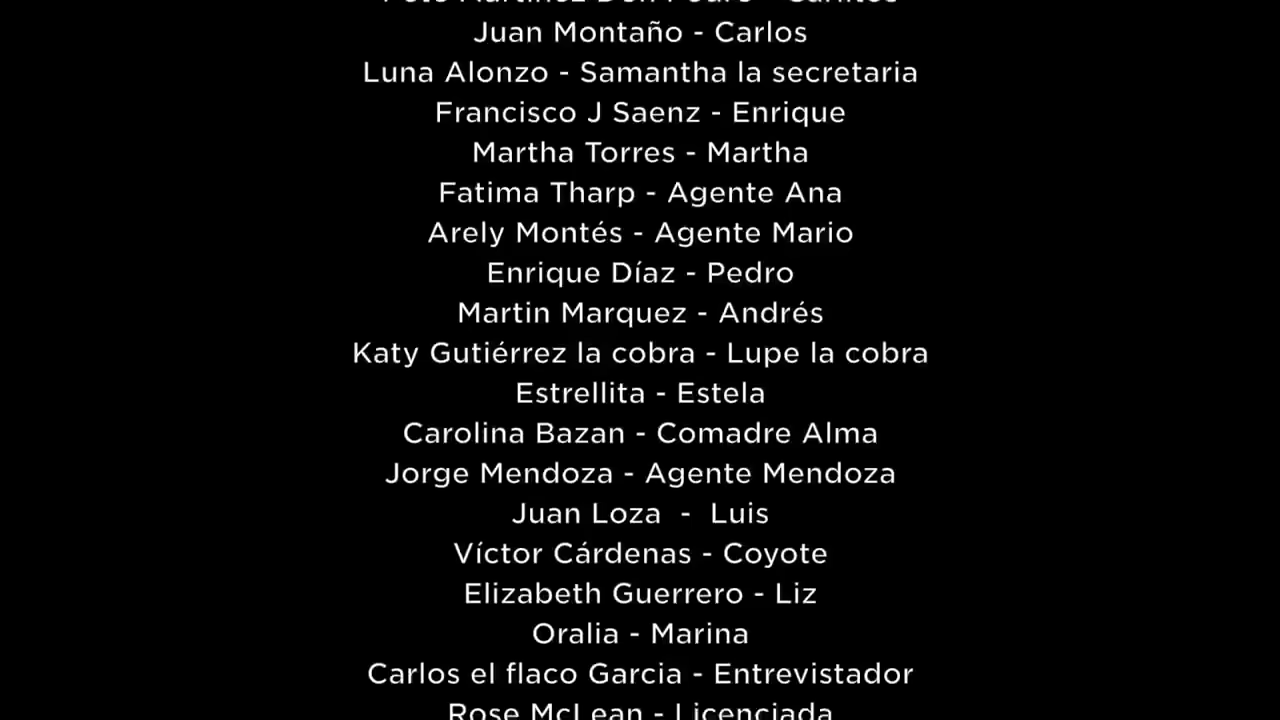 Juan Montaño - Carlos
Luna Alonzo - Samantha la secretaria
Francisco J Saenz - Enrique
Martha Torres - Martha
Fatima Tharp - Agente Ana
Arely Montés - Agente Mario
Enrique Díaz - Pedro
Martin Marquez - Andrés
Katy Gutiérrez la cobra - Lupe la cobra
Estrellita - Estela
Carolina Bazan - Comadre Alma
Jorge Mendoza - Agente Mendoza
Juan Loza  -  Luis
Víctor Cárdenas - Coyote
Elizabeth Guerrero - Liz
Oralia - Marina
Carlos el flaco Garcia - Entrevistador
Rose McLean - Licenciada